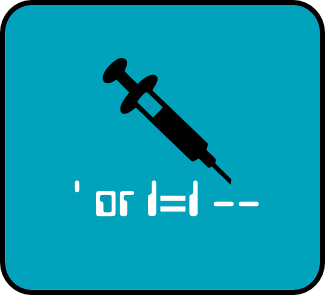 ' or 1=1 --